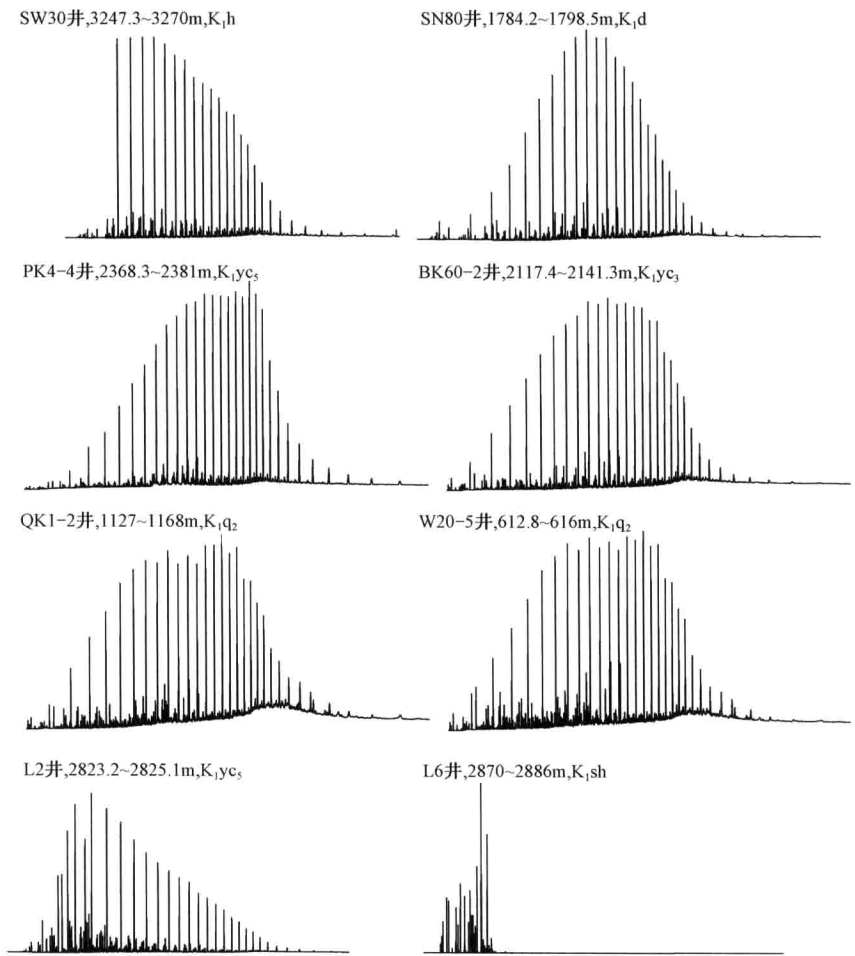 SW30井,3247.3~3270m,K₁h
SN80井,1784.2~1798.5m,K₁d
PK4-4井,2368.3~2381m,K₁yc₅
BK60-2井,2117.4~2141.3m,K₁yc₃
QK1-2井,1127~1168m,K₁q₂
W20-5井,612.8~616m,K₁q₂
L2井,2823.2~2825.1m,K₁yc₅
L6井,2870~2886m,K₁sh